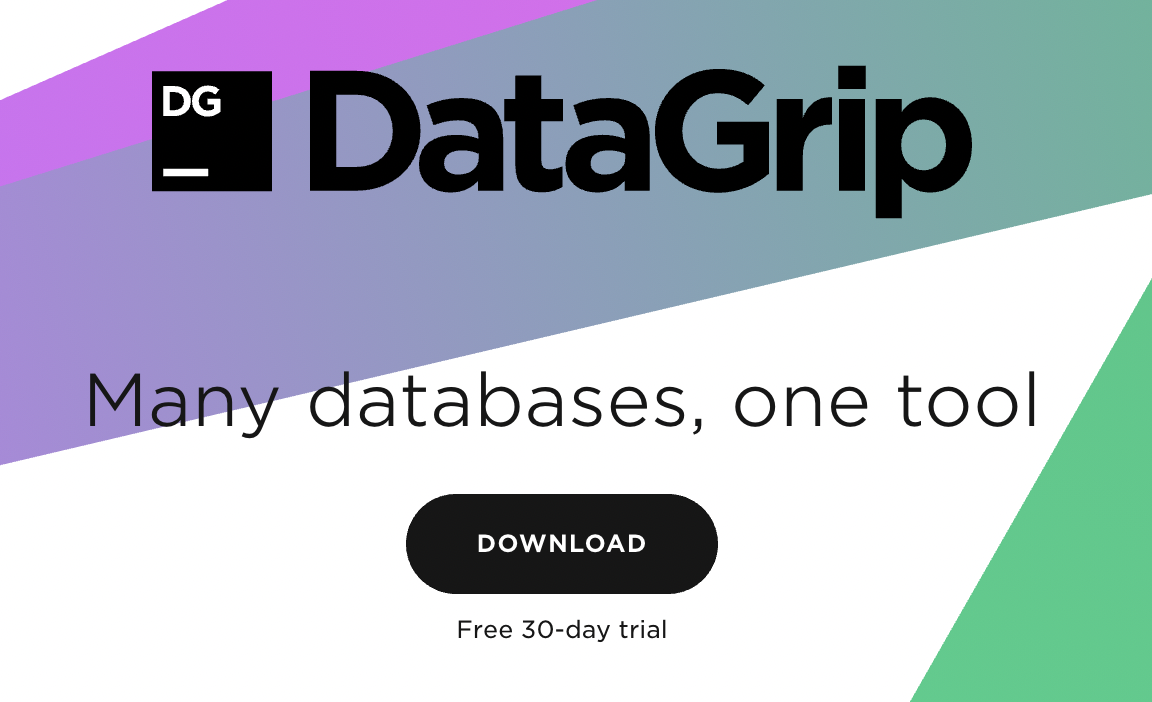 DG
DataGrip
Many databases, one tool
DOWNLOAD
Free 30-day trial